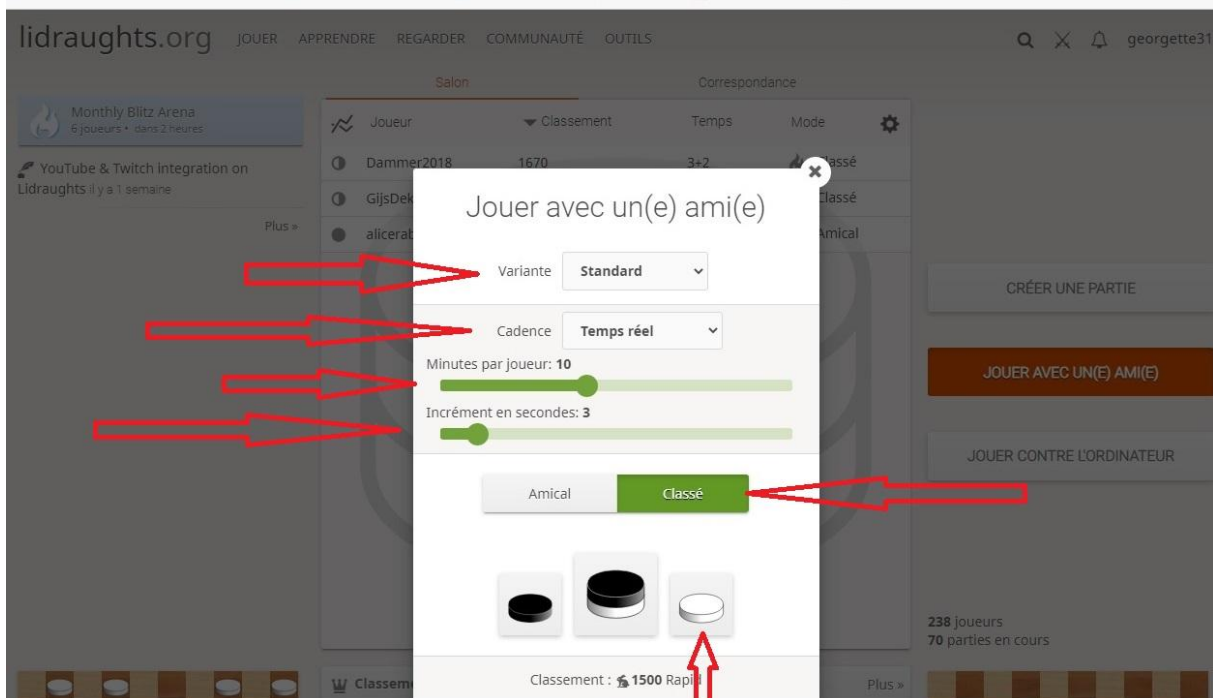 lidraughts.org JOUER APPRENDRE REGARDER COMMUNAUTÉ OUTILS georgette31
Salon Correspondance
Monthly Blitz Arena
6 joueurs • dans 2 heures
YouTube & Twitch integration on
Lidraughts il y a 1 semaine
Plus »
Joueur Classement Temps Mode
Dammer2018 1670 3+2 Classé
GijsDek Classé
alicerab Amical
Jouer avec un(e) ami(e)
Variante Standard
Cadence Temps réel
Minutes par joueur: 10
Incrément en secondes: 3
Amical Classé
Classement : 1500 Rapid
CRÉER UNE PARTIE
JOUER AVEC UN(E) AMI(E)
JOUER CONTRE L'ORDINATEUR
238 joueurs
70 parties en cours
Classeme Plus »